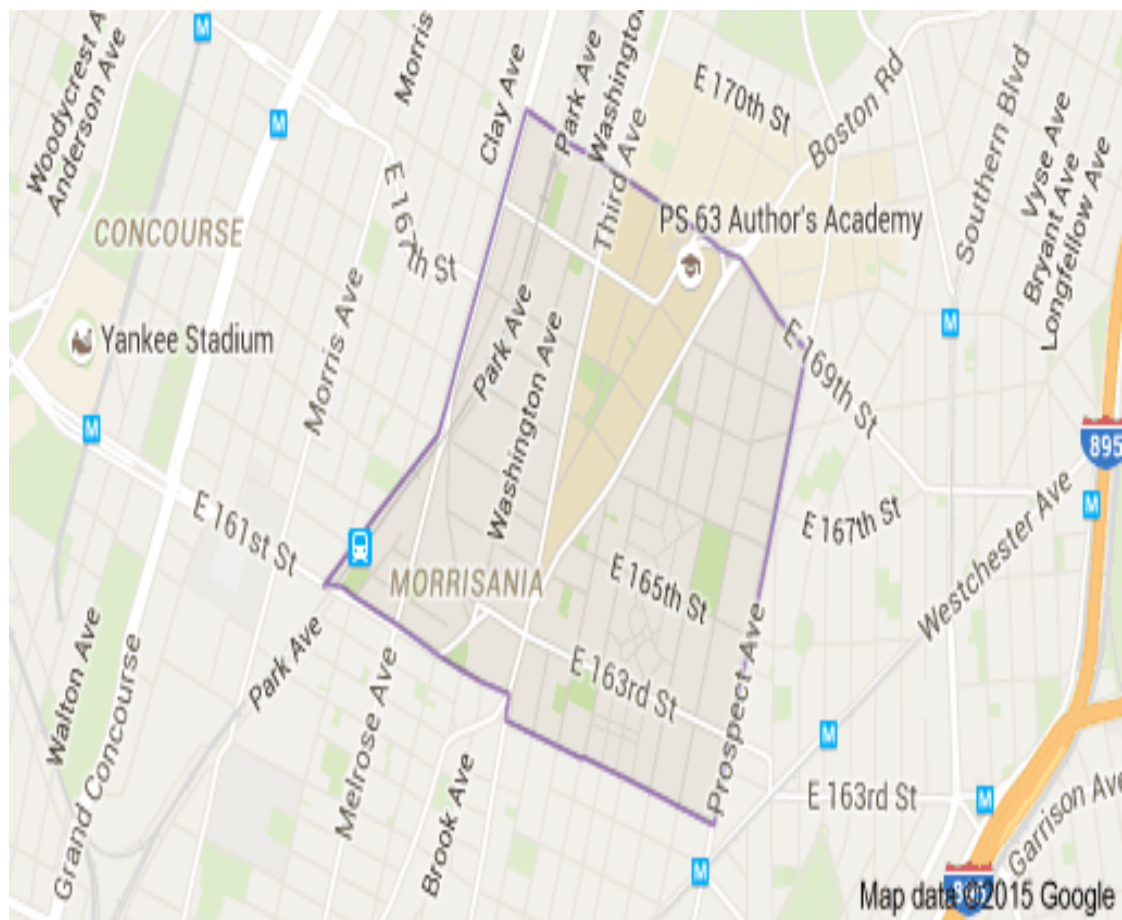 Woodycrest A
Anderson Ave
M
Morris
Clay Ave
Park Ave
Washington
Third Ave
E 170th St
Boston Rd
Southern Blvd
Vyse Ave
Bryant Ave
Longfellow Ave
M
CONCOURSE
E 167th St
PS 63 Author's Academy
Yankee Stadium
Morris Ave
Park Ave
Washington Ave
E 169th St
M
M
895
E 161st St
MORRISANIA
E 165th St
E 167th St
Westchester Ave
M
Walton Ave
Grand Concourse
Park Ave
Melrose Ave
Brook Ave
E 163rd St
Prospect Ave
M
E 163rd St
M
M
Garrison Ave
Map data ©2015 Google